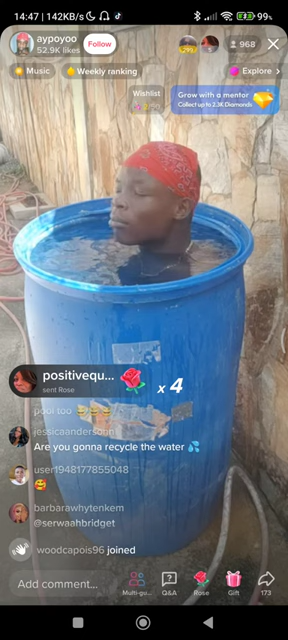 14:47 | 142KB/s
99%
aypoyoo
52.9K likes
Follow
968
Music
Weekly ranking
Explore >
Wishlist
Grow with a mentor
Collect up to 2.3K Diamonds
positivequ...
sent Rose
x 4
pool too 😂😂😂
jessicaanderson
Are you gonna recycle the water 💦
user1948177855048
🥰
barbarawhytenkem
@serwaahbridget
woodcapois96 joined
Add comment...
Multi-gu...
Q&A
Rose
Gift
173